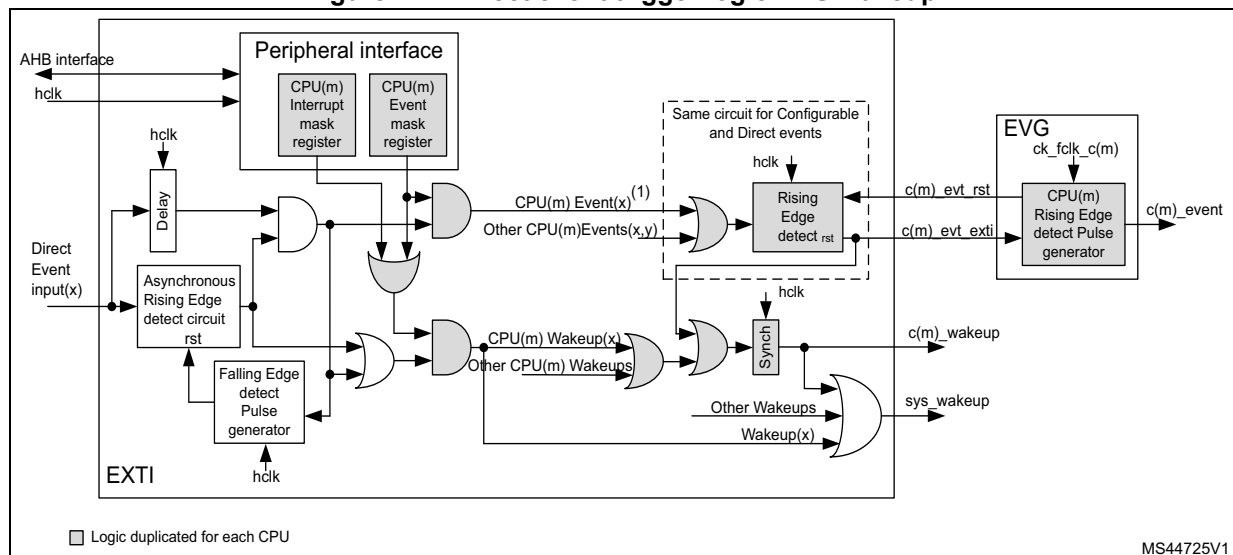 Peripheral interface
AHB interface
hclk
CPU(m)
Interrupt
mask
register
CPU(m)
Event
mask
register
Same circuit for Configurable
and Direct events
hclk
Rising
Edge
detect rst
EVG
ck_fclk_c(m)
CPU(m)
Rising Edge
detect Pulse
generator
c(m)_evt_rst
c(m)_evt_exti
c(m)_event
hclk
Delay
CPU(m) Event(x)(1)
Other CPU(m)Events(x,y)
Direct
Event
input(x)
Asynchronous
Rising Edge
detect circuit
rst
Falling Edge
detect
Pulse
generator
hclk
CPU(m) Wakeup(x)
Other CPU(m) Wakeups
hclk
Synch
c(m)_wakeup
Other Wakeups
Wakeup(x)
sys_wakeup
EXTI
Logic duplicated for each CPU
MS44725V1